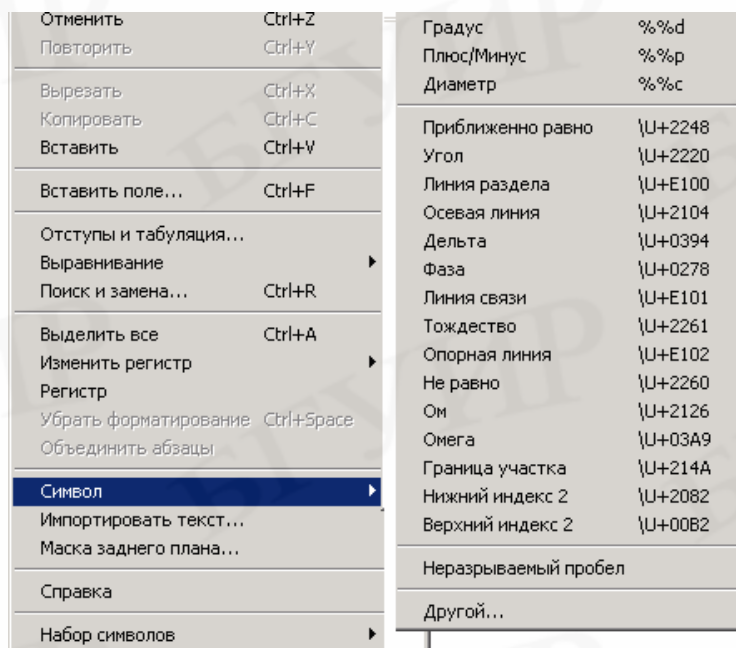 Отменить Ctrl+Z
Повторить Ctrl+Y
Вырезать Ctrl+X
Копировать Ctrl+C
Вставить Ctrl+V
Вставить поле... Ctrl+F
Отступы и табуляция...
Выравнивание
Поиск и замена... Ctrl+R
Выделить все Ctrl+A
Изменить регистр
Регистр
Убрать форматирование Ctrl+Space
Объединить абзацы
Символ
Импортировать текст...
Маска заднего плана...
Справка
Набор символов
Градус %%d
Плюс/Минус %%p
Диаметр %%c
Приближенно равно \U+2248
Угол \U+2220
Линия раздела \U+E100
Осевая линия \U+2104
Дельта \U+0394
Фаза \U+0278
Линия связи \U+E101
Тождество \U+2261
Опорная линия \U+E102
Не равно \U+2260
Ом \U+2126
Омега \U+03A9
Граница участка \U+214A
Нижний индекс 2 \U+2082
Верхний индекс 2 \U+00B2
Неразрываемый пробел
Другой...
БГУИР